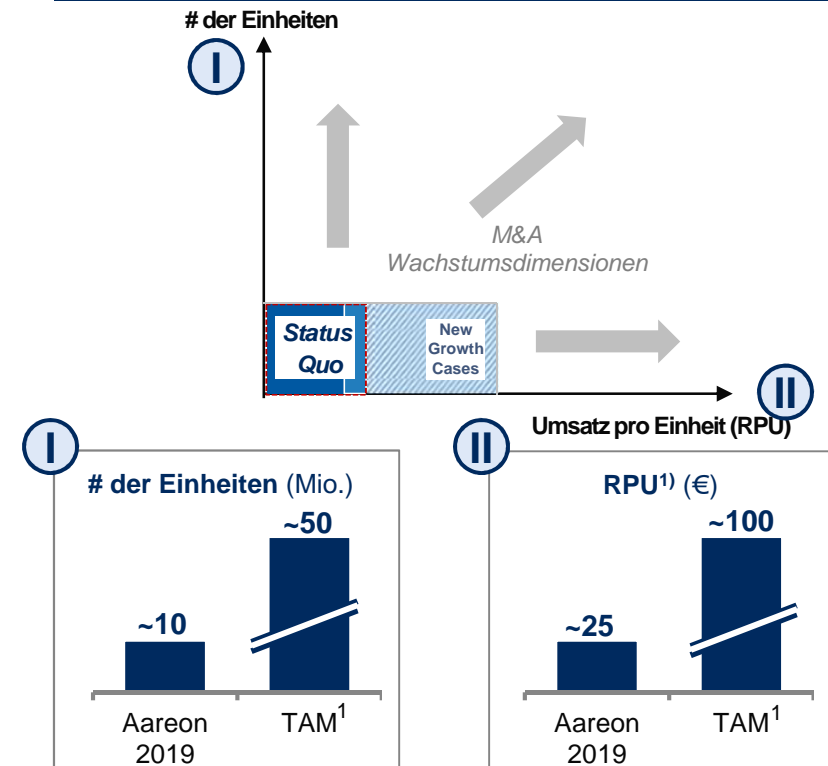 # der Einheiten
I
M&A
Wachstumsdimensionen
Status
Quo
New
Growth
Cases
II
Umsatz pro Einheit (RPU)
I
# der Einheiten (Mio.)
~50
~10
Aareon
2019
TAM1
II
RPU1) (€)
~100
~25
Aareon
2019
TAM1